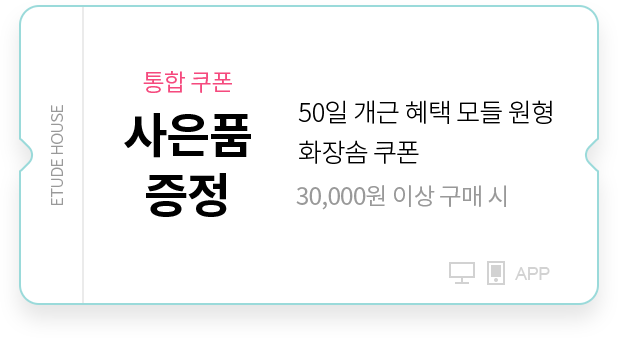 ETUDE HOUSE
통합 쿠폰
사은품
증정
50일 개근 혜택 모들 원형
화장솜 쿠폰
30,000원 이상 구매 시
APP